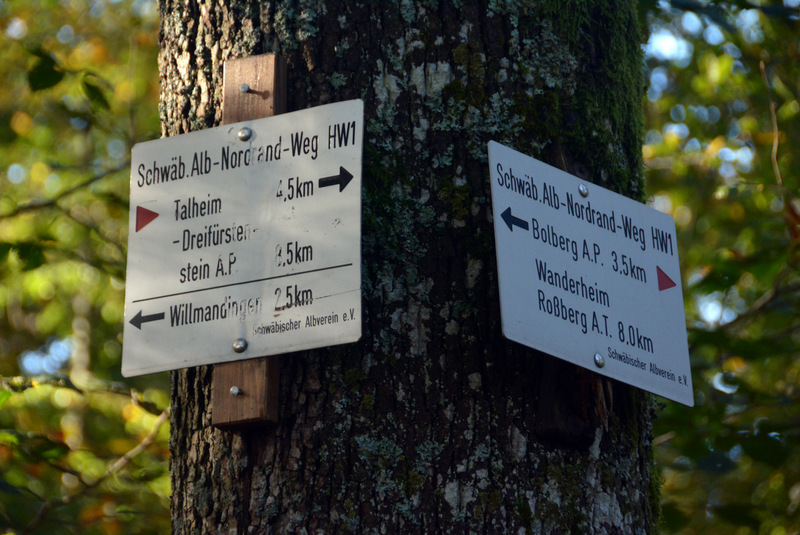 Schwäb. Alb-Nordrand-Weg HW1
Talheim 4,5km
-Dreifürsten-
stein A.P. 9,5km
Willmandingen 2,5km
Schwäbischer Albverein e.V.
Schwäb. Alb-Nordrand-Weg HW1
Bolberg A.P. 3,5km
Wanderheim
Roßberg A.T. 8,0km
Schwäbischer Albverein e.V.